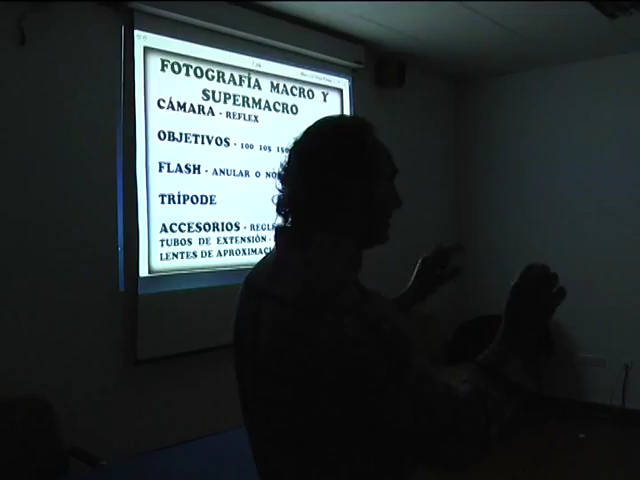 FOTOGRAFÍA MACRO Y
SUPERMACRO
CÁMARA - REFLEX
OBJETIVOS - 100 105
FLASH - ANULAR O
TRÍPODE
ACCESORIOS -
TUBOS DE EXTENSIÓN -
LENTES DE